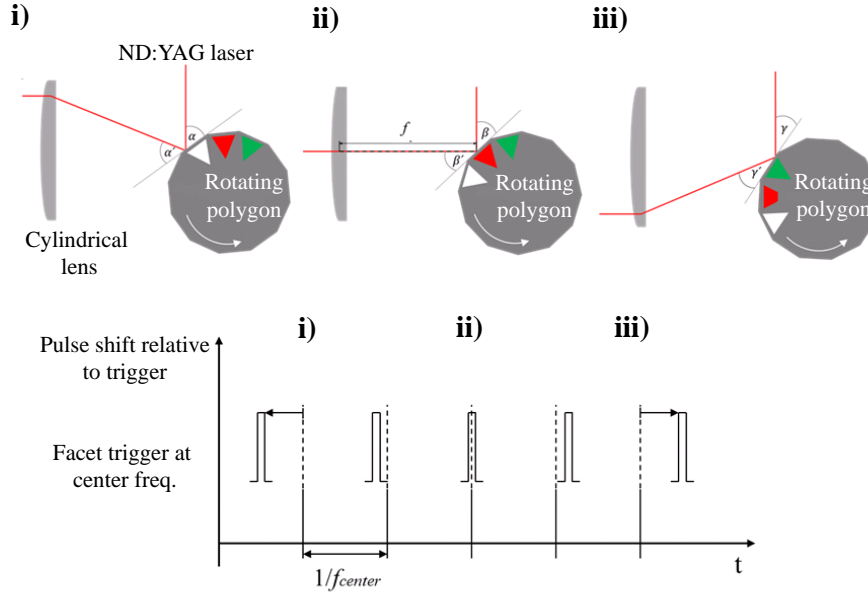 i)
ii)
iii)
ND:YAG laser
α
α'
Rotating
polygon
Cylindrical
lens
f
β
β'
Rotating
polygon
γ
γ'
Rotating
polygon
i)
ii)
iii)
Pulse shift relative
to trigger
Facet trigger at
center freq.
1/fcenter
t